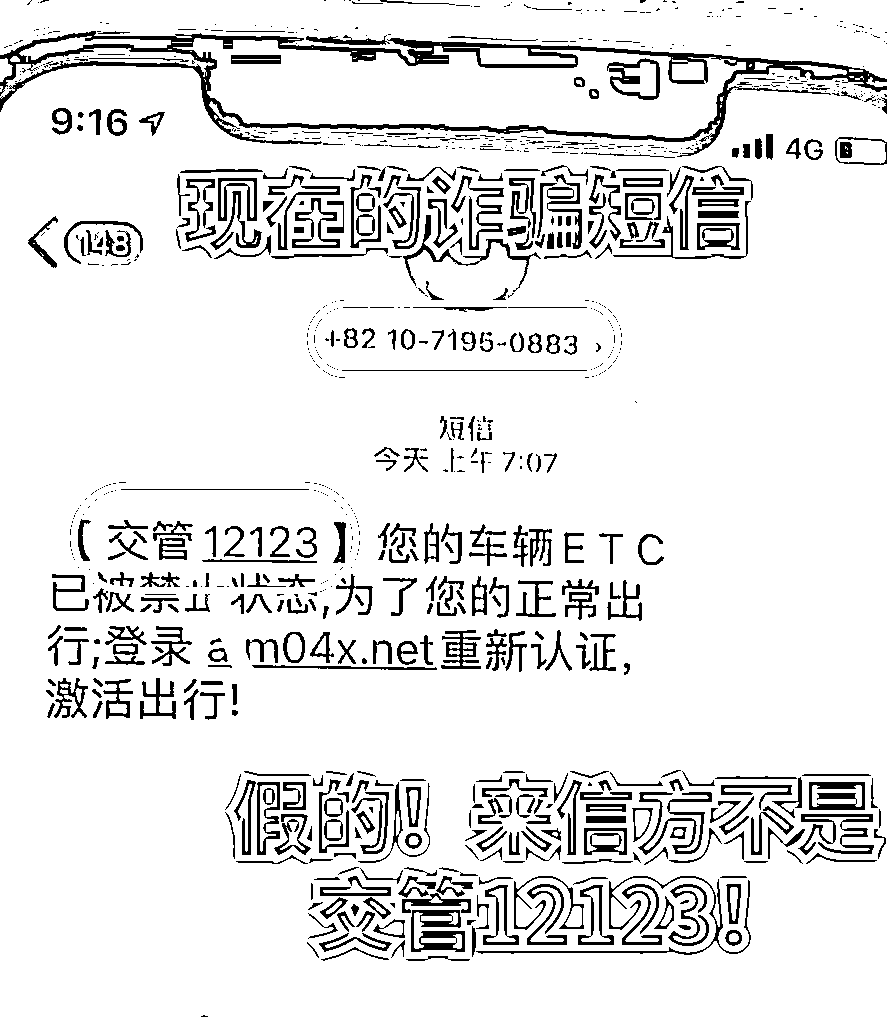 9:16
4G
148
现在的诈骗短信
+82 10-7196-0883 ›
短信
今天 上午 7:07
【交管12123】您的车辆ETC
已被禁止状态,为了您的正常出
行;登录 a m04x.net重新认证,
激活出行!
假的！来信方不是
交管12123！